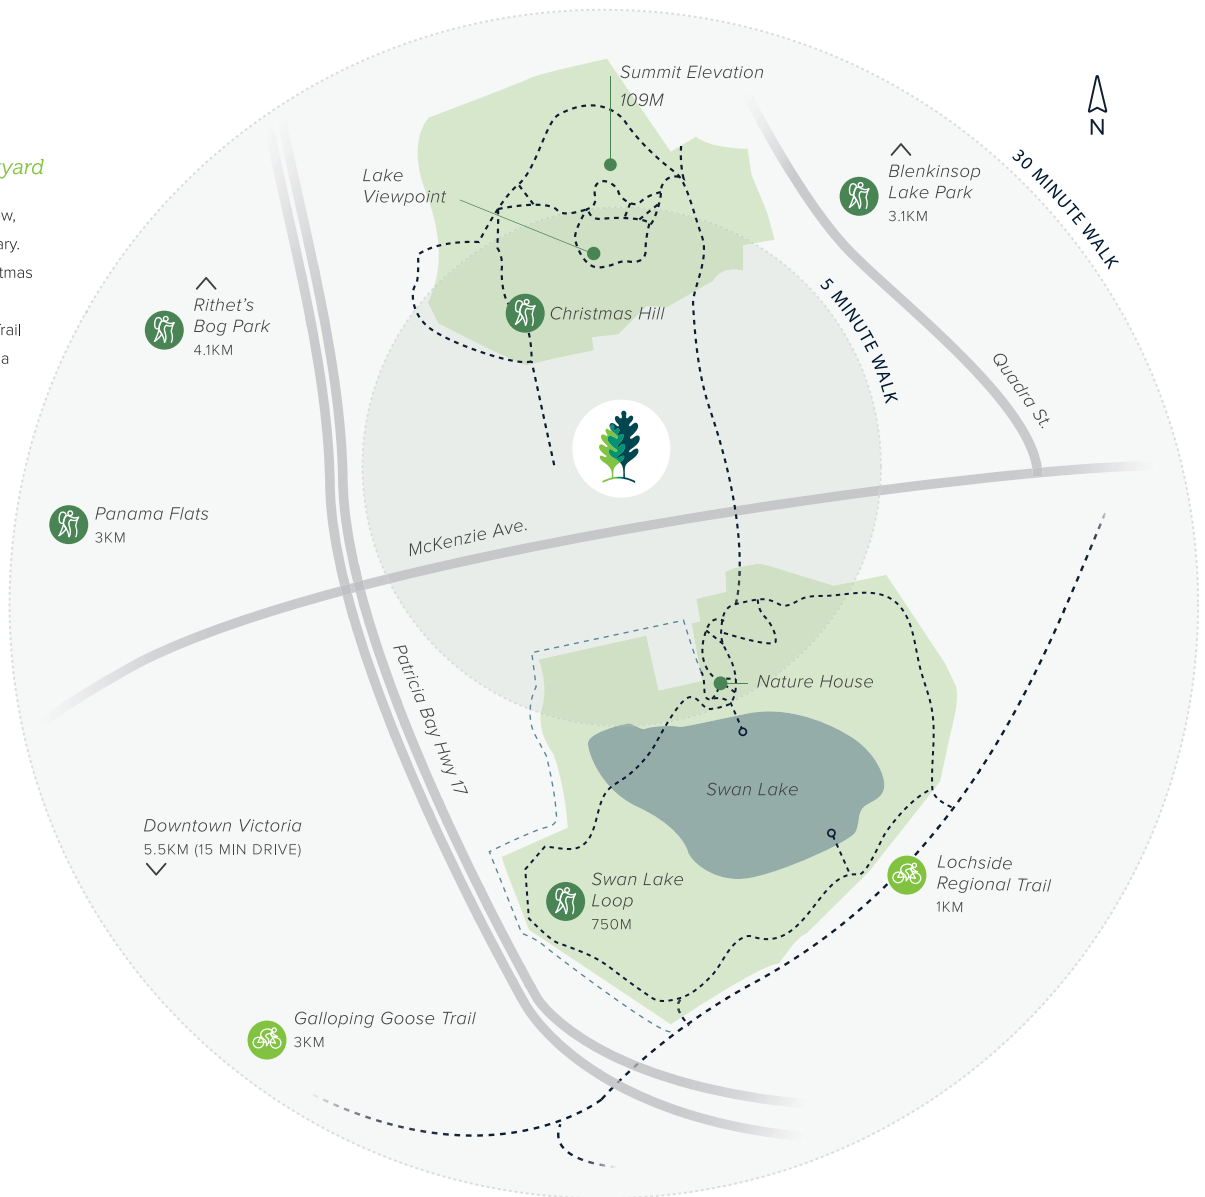 yard
ow,
ary.
tmas
Trail
a
Summit Elevation
109M
N
Lake
Viewpoint
Blenkinsop
Lake Park
3.1KM
30 MINUTE WALK
5 MINUTE WALK
Rithet's
Bog Park
4.1KM
Christmas Hill
Quadra St.
Panama Flats
3KM
McKenzie Ave.
Patricia Bay Hwy 17
Nature House
Swan Lake
Downtown Victoria
5.5KM (15 MIN DRIVE)
Swan Lake
Loop
750M
Lochside
Regional Trail
1KM
Galloping Goose Trail
3KM